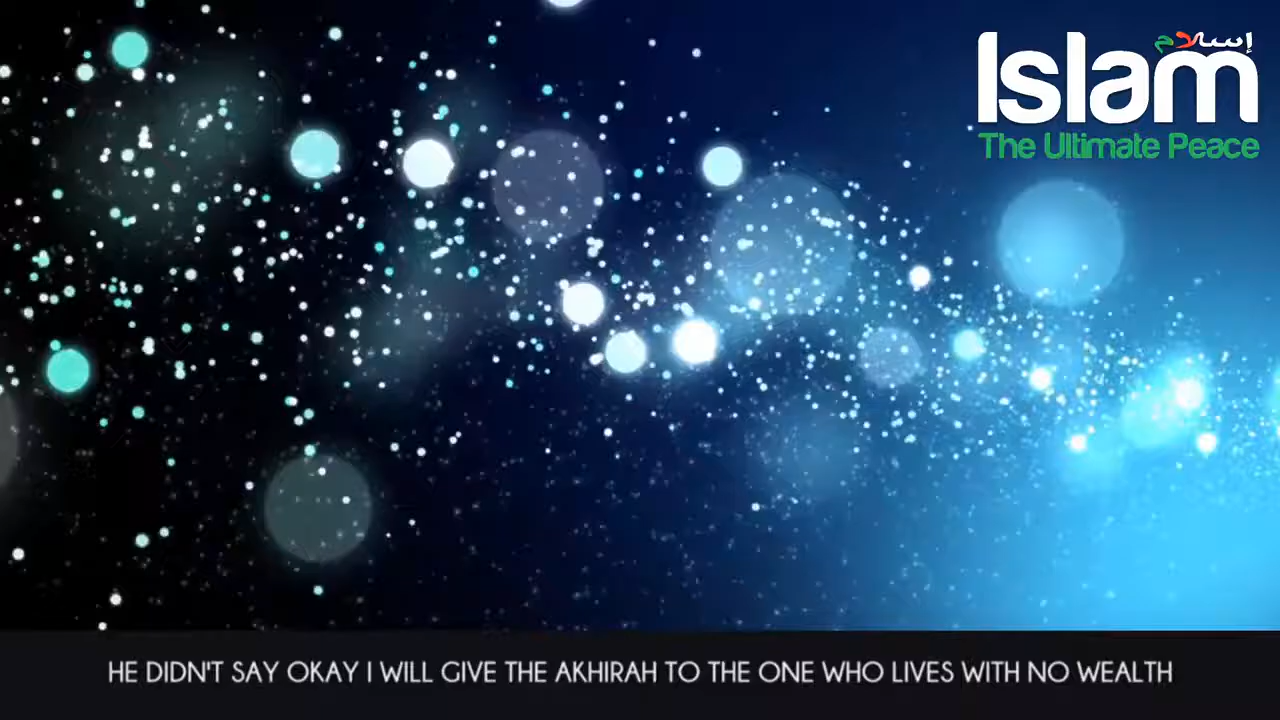 إسلام
Islam
The Ultimate Peace
HE DIDN'T SAY OKAY I WILL GIVE THE AKHIRAH TO THE ONE WHO LIVES WITH NO WEALTH